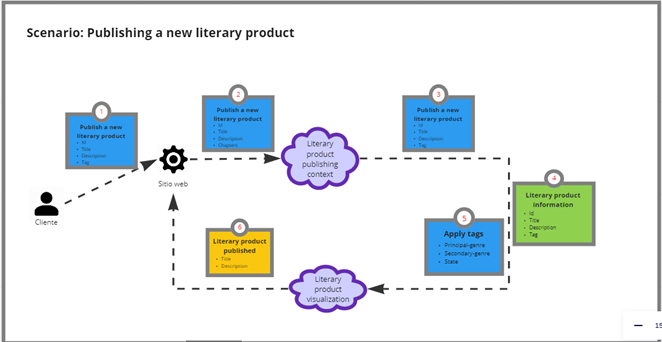 Scenario: Publishing a new literary product
1
Publish a new
literary product
Id
Title
Description
Tag
2
Publish a new
literary product
Id
Title
Description
Chapters
3
Publish a new
literary product
Id
Title
Description
Tag
Literary
product
publishing
context
Sitio web
Cliente
4
Literary product
information
Id
Title
Description
Tag
5
Apply tags
Principal-genre
Secondary-genre
State
6
Literary product
published
Title
Description
Literary
product
visualization
15